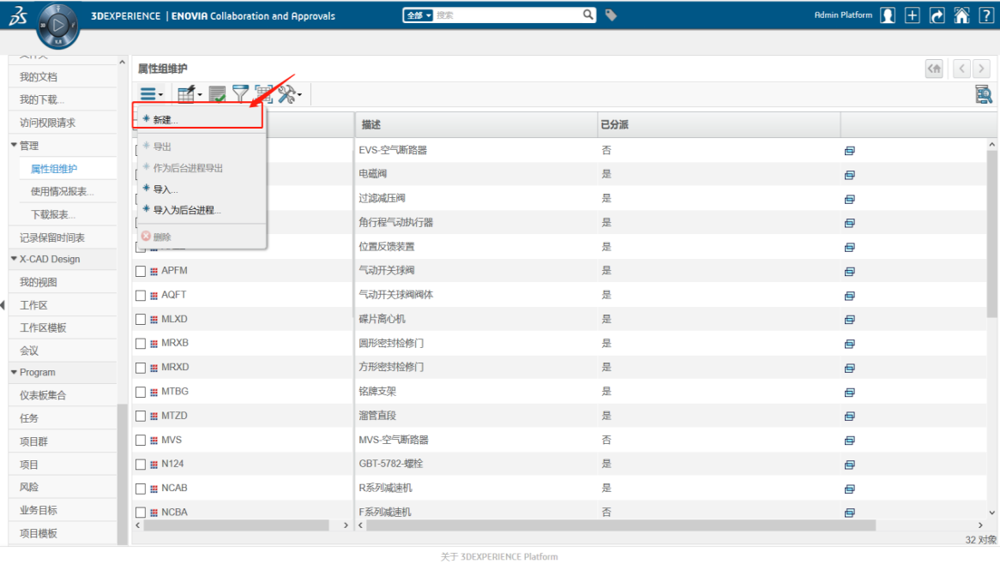 3DEXPERIENCE | ENOVIA Collaboration and Approvals
全部
搜索
Admin Platform
我的文档
我的下载...
访问权限请求
管理
属性组维护
使用情况报表...
下载报表...
记录保留时间表
X-CAD Design
我的视图
工作区
工作区模板
会议
Program
仪表板集合
任务
项目群
项目
风险
业务目标
项目模板
属性组维护
新建...
导出
作为后台进程导出
导入...
导入为后台进程...
删除
描述 已分派
EVS-空气断路器 否
电磁阀 是
过滤减压阀 是
角行程气动执行器 是
位置反馈装置 是
APFM 气动开关球阀 是
AQFT 气动开关球阀阀体 是
MLXD 碟片离心机 是
MRXB 圆形密封检修门 是
MRXD 方形密封检修门 是
MTBG 铭牌支架 是
MTZD 溜管直段 是
MVS MVS-空气断路器 否
N124 GBT-5782-螺栓 是
NCAB R系列减速机 是
NCBA F系列减速机 否
32 对象
关于 3DEXPERIENCE Platform